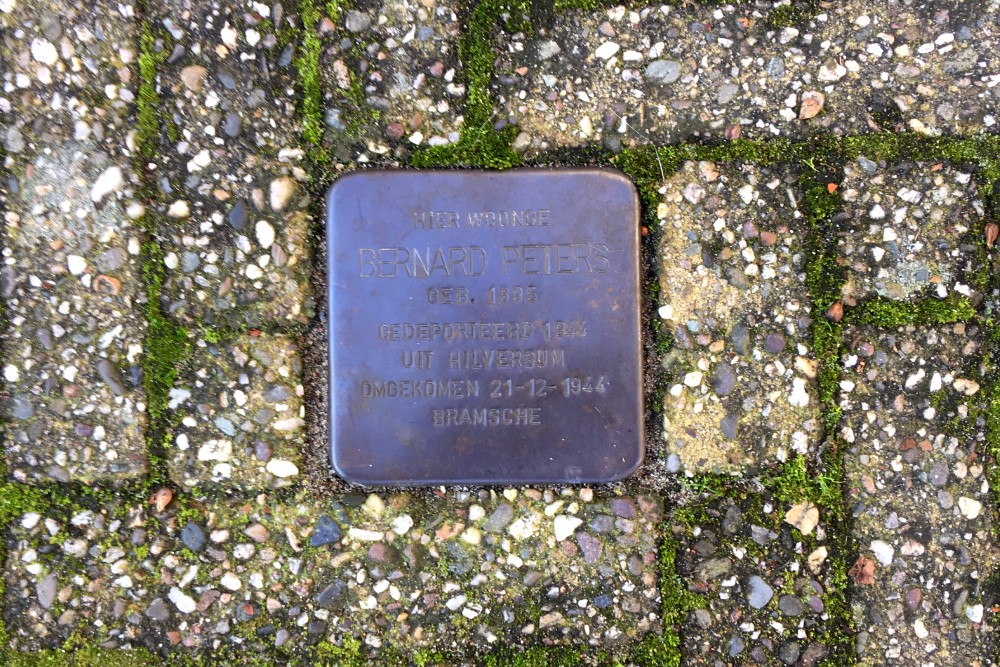 HIER WOONDE
BERNARD PETERS
GEB. 1895
GEDEPORTEERD 1944
UIT HILVERSUM
OMGEKOMEN 21-12-1944
BRAMSCHE